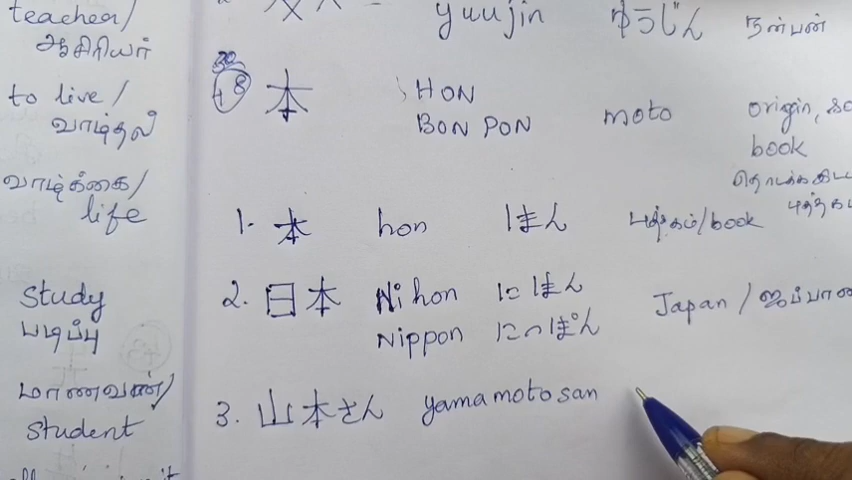 teacher/
ஆசிரியர்
to live/
வாழ்தல்
வாழ்க்கை/
life
study
படிப்பு
மாணவன்/
student
yuujin ゆうじん நன்பன்
本 HON moto origin,
BON PON book
1. 本 hon ほん புத்தகம்/book
2. 日本 Nihon にほん Japan/
Nippon にっぽん
3. 山本さん yamamoto san